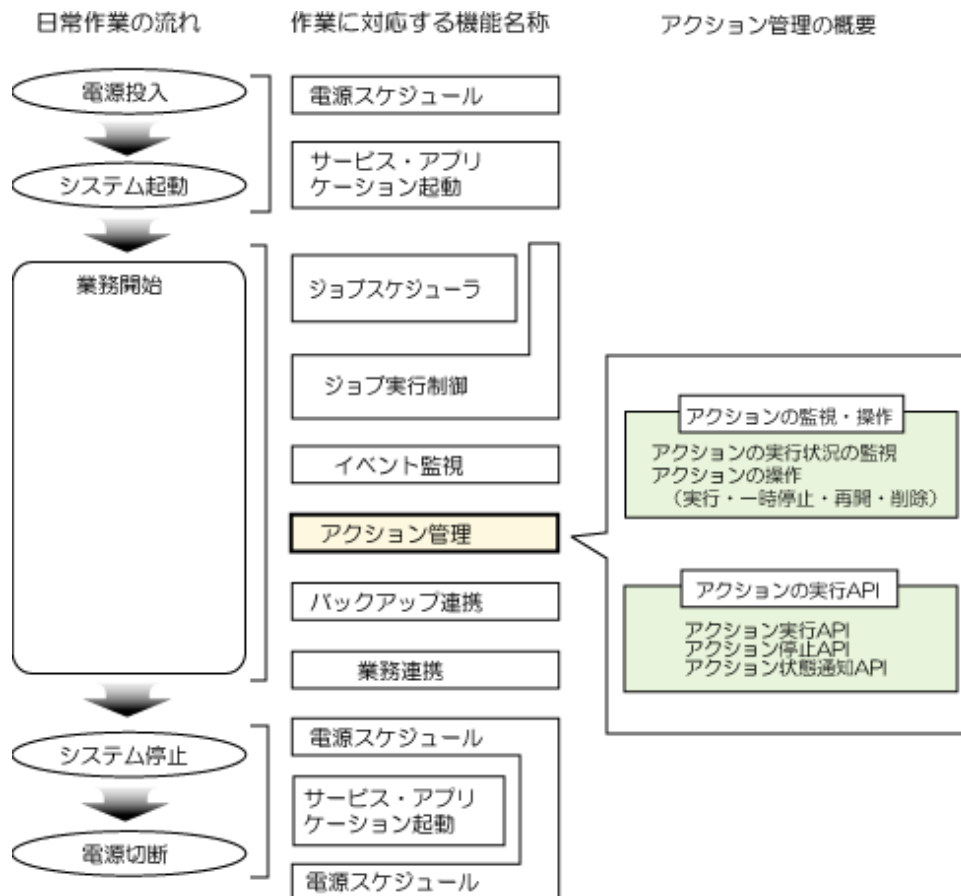 日常作業の流れ
作業に対応する機能名称
アクション管理の概要
電源投入
システム起動
業務開始
システム停止
電源切断
電源スケジュール
サービス・アプリ
ケーション起動
ジョブスケジューラ
ジョブ実行制御
イベント監視
アクション管理
バックアップ連携
業務連携
電源スケジュール
サービス・アプリ
ケーション起動
電源スケジュール
アクションの監視・操作
アクションの実行状況の監視
アクションの操作
(実行・一時停止・再開・削除)
アクションの実行API
アクション実行API
アクション停止API
アクション状態通知API